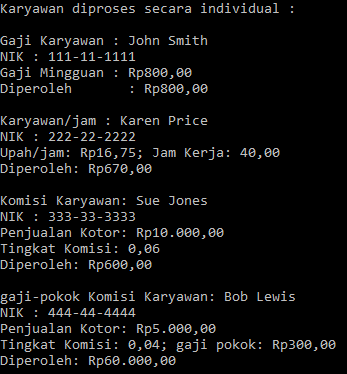 Karyawan diproses secara individual :
Gaji Karyawan : John Smith
NIK : 111-11-1111
Gaji Mingguan : Rp800,00
Diperoleh       : Rp800,00
Karyawan/jam : Karen Price
NIK : 222-22-2222
Upah/jam: Rp16,75; Jam Kerja: 40,00
Diperoleh: Rp670,00
Komisi Karyawan: Sue Jones
NIK : 333-33-3333
Penjualan Kotor: Rp10.000,00
Tingkat Komisi: 0,06
Diperoleh: Rp600,00
gaji-pokok Komisi Karyawan: Bob Lewis
NIK : 444-44-4444
Penjualan Kotor: Rp5.000,00
Tingkat Komisi: 0,04; gaji pokok: Rp300,00
Diperoleh: Rp60.000,00